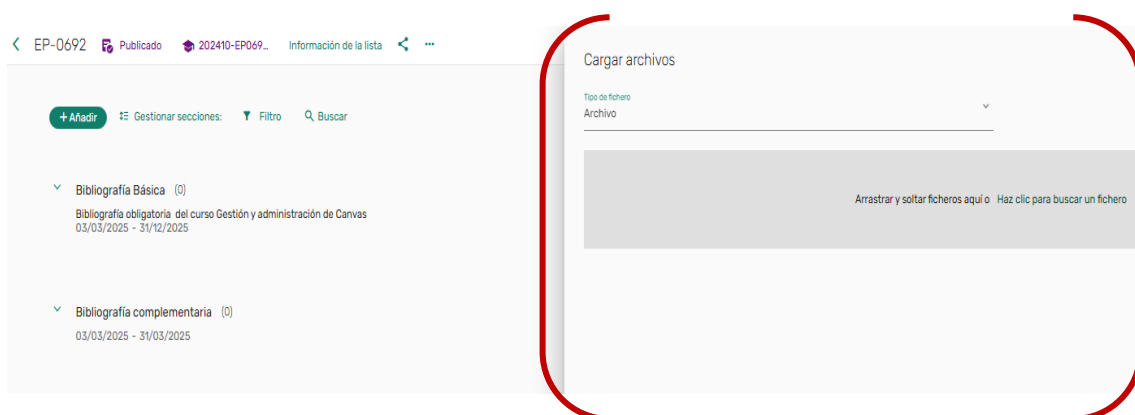 EP-0692 Publicado 202410-EP069... Información de la lista ...
+ Añadir Gestionar secciones: Filtro Buscar
Bibliografía Básica (0)
Bibliografía obligatoria del curso Gestión y administración de Canvas
03/03/2025 - 31/12/2025
Bibliografía complementaria (0)
03/03/2025 - 31/03/2025
Cargar archivos
Tipo de fichero
Archivo
Arrastrar y soltar ficheros aquí o Haz clic para buscar un fichero